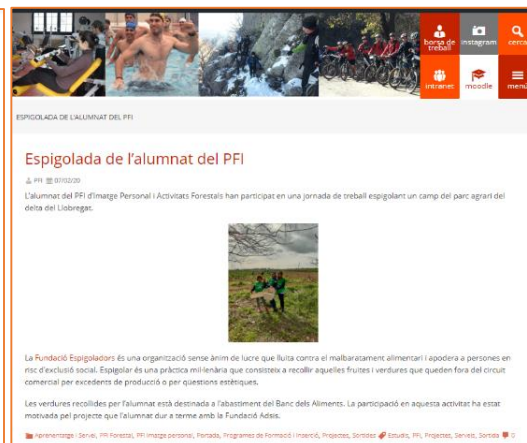 borsa de treball
instagram
cerca
intranet
moodle
menú
ESPIGOLADA DE L'ALUMNAT DEL PFI
Espigolada de l'alumnat del PFI
PFI 07/02/20
L'alumnat del PFI d'Imatge Personal i Activitats Forestals han participat en una jornada de treball espigolant un camp del parc agrari del
delta del Llobregat.
La Fundació Espigoladors és una organització sense ànim de lucre que lluita contra el malbaratament alimentari i apodera a persones en
risc d'exclusió social. Espigolar és una pràctica mil·lenària que consisteix a recollir aquelles fruites i verdures que queden fora del circuit
comercial per excedents de producció o per questions estètiques.
Les verdures recollides per l'alumnat està destinada a l'abastiment del Banc dels Aliments. La participació en aquesta activitat ha estat
motivada pel projecte que l'alumnat dur a terme amb la Fundació Adsis.
Aprenentatge i Servei, PFI Forestal, PFI Imatge personal, Portada, Programes de Formació i Inserció, Projectes, Sortides Estudis, PFI, Projectes, Serveis, Sortida 0